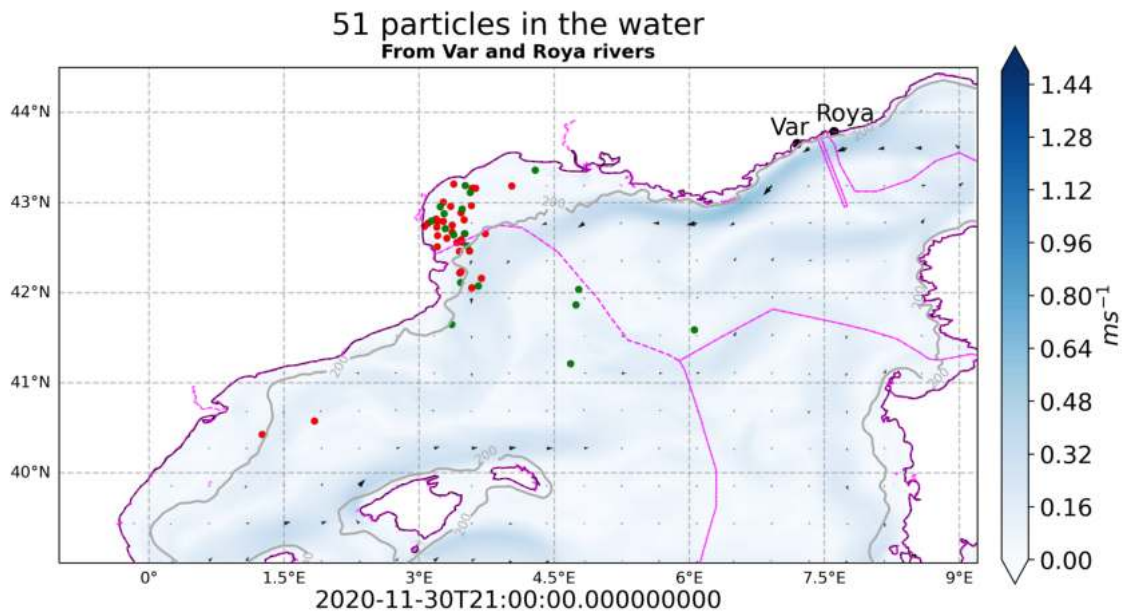 51 particles in the water
From Var and Roya rivers
44°N
43°N
42°N
41°N
40°N
Var
Roya
200
200
200
200
200
200
200
0°
1.5°E
3°E
4.5°E
6°E
7.5°E
9°E
2020-11-30T21:00:00.000000000
1.44
1.28
1.12
0.96
0.80
0.64
0.48
0.32
0.16
0.00
ms⁻¹